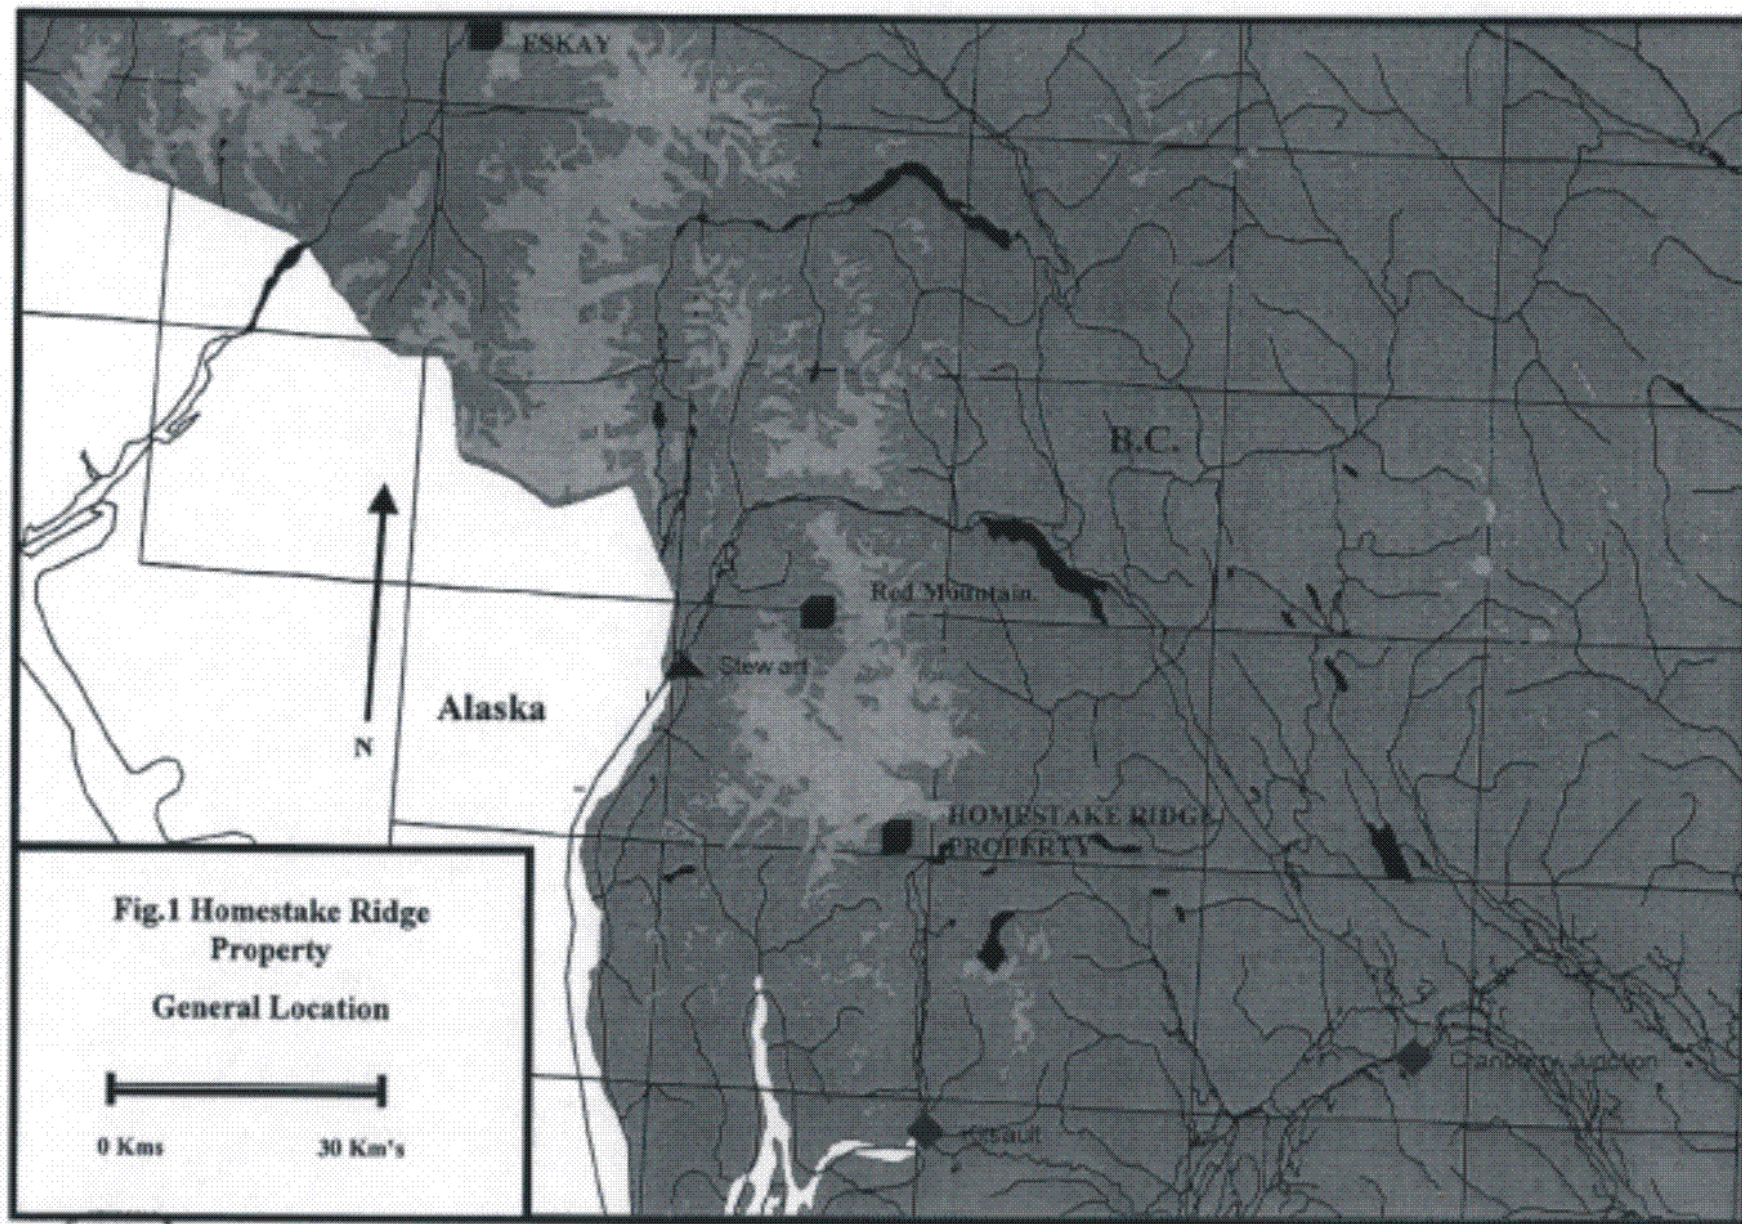 ESKAY
B.C.
Red Mountain.
Stewart
Alaska
N
HOMESTAKE RIDGE
PROPERTY
Fig.1 Homestake Ridge
Property
General Location
0 Kms 30 Km's
Cranberry Junction
Kitsault